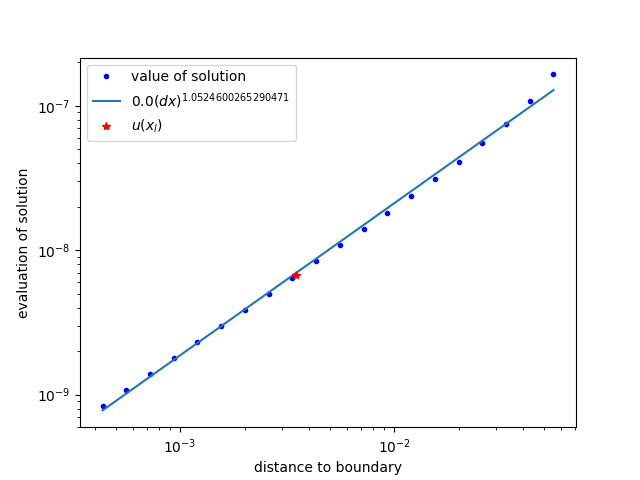 value of solution
0.0(dx)^1.0524600265290471
u(x_l)
10^-7
10^-8
10^-9
evaluation of solution
10^-3
10^-2
distance to boundary